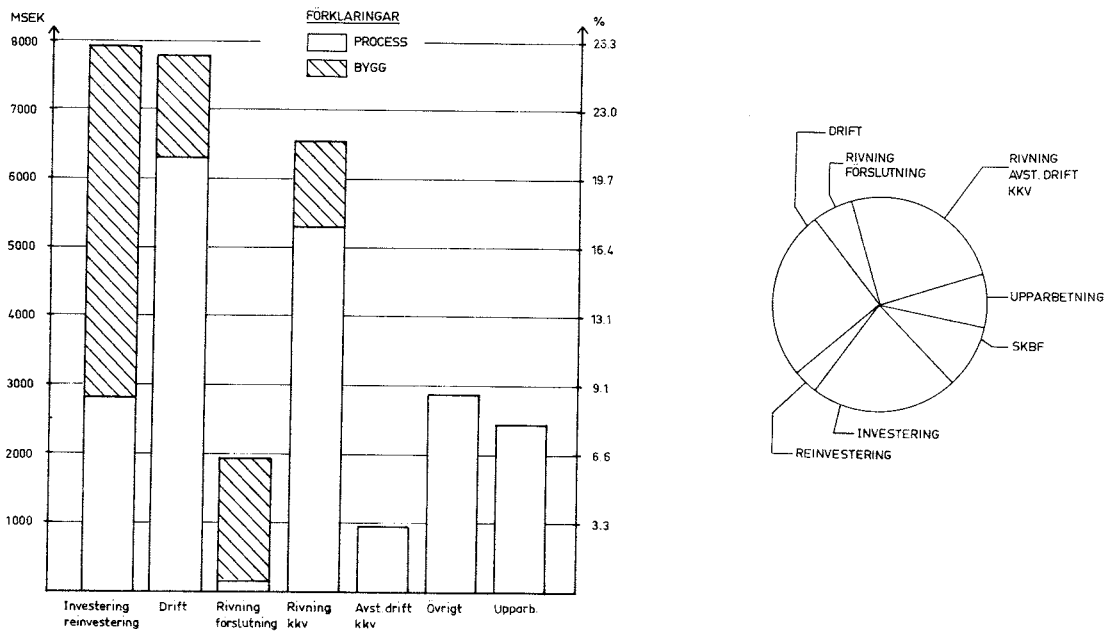 MSEK
FÖRKLARINGAR
%
PROCESS
BYGG
8000
7000
6000
5000
4000
3000
2000
1000
26.3
23.0
19.7
16.4
13.1
9.1
6.6
3.3
Investering
reinvestering
Drift
Rivning
förslutning
Rivning
kkv
Avst. drift
kkv
Övrigt
Upparb.
DRIFT
RIVNING
FÖRSLUTNING
RIVNING
AVST. DRIFT
KKV
UPPARBETNING
SKBF
INVESTERING
REINVESTERING